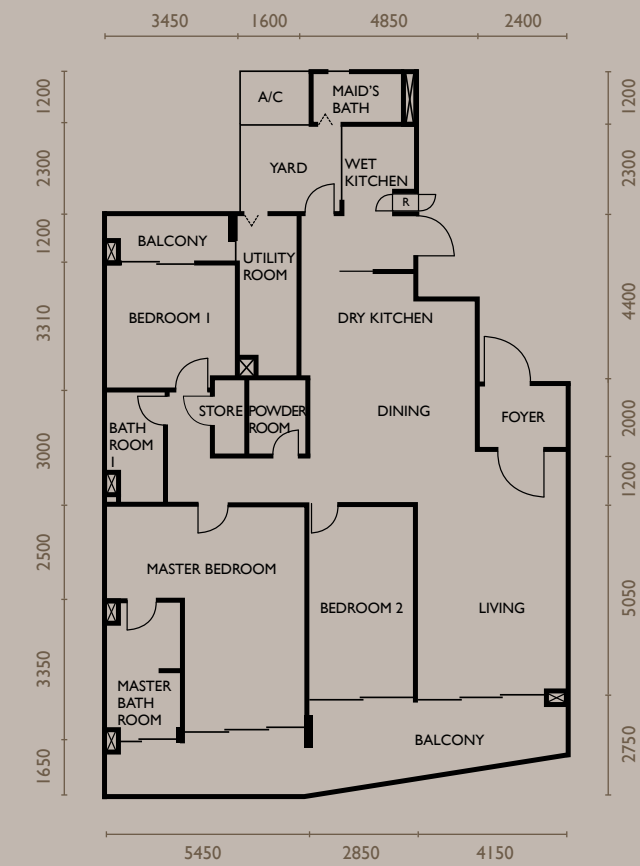 3450
1600
4850
2400
1200
2300
1200
3310
3000
2500
3350
1650
A/C
MAID'S
BATH
YARD
WET
KITCHEN
R
BALCONY
UTILITY
ROOM
BEDROOM 1
DRY KITCHEN
STORE
POWDER
ROOM
DINING
FOYER
BATH
ROOM
1
MASTER BEDROOM
BEDROOM 2
LIVING
MASTER
BATH
ROOM
BALCONY
1200
2300
4400
2000
1200
5050
2750
5450
2850
4150